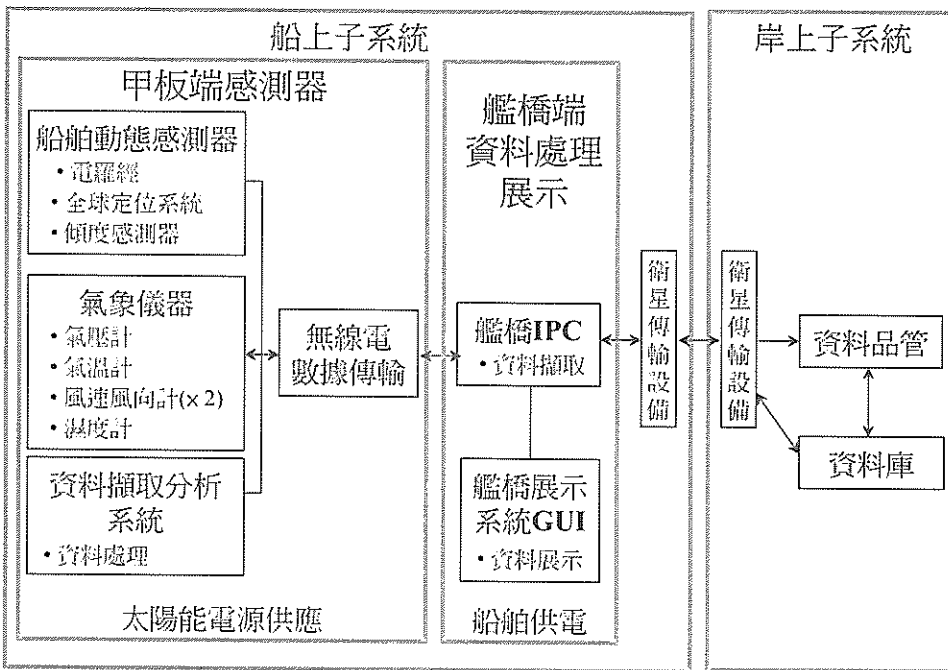 船上子系統
甲板端感測器
船舶動態感測器
•電羅經
•全球定位系統
•傾度感測器
氣象儀器
•氣壓計
•氣溫計
•風速風向計(x 2)
•濕度計
資料擷取分析
系統
•資料處理
太陽能電源供應
無線電
數據傳輸
艦橋端
資料處理
展示
艦橋IPC
•資料擷取
艦橋展示
系統GUI
•資料展示
船舶供電
衛星傳輸設備
岸上子系統
衛星傳輸設備
資料品管
資料庫